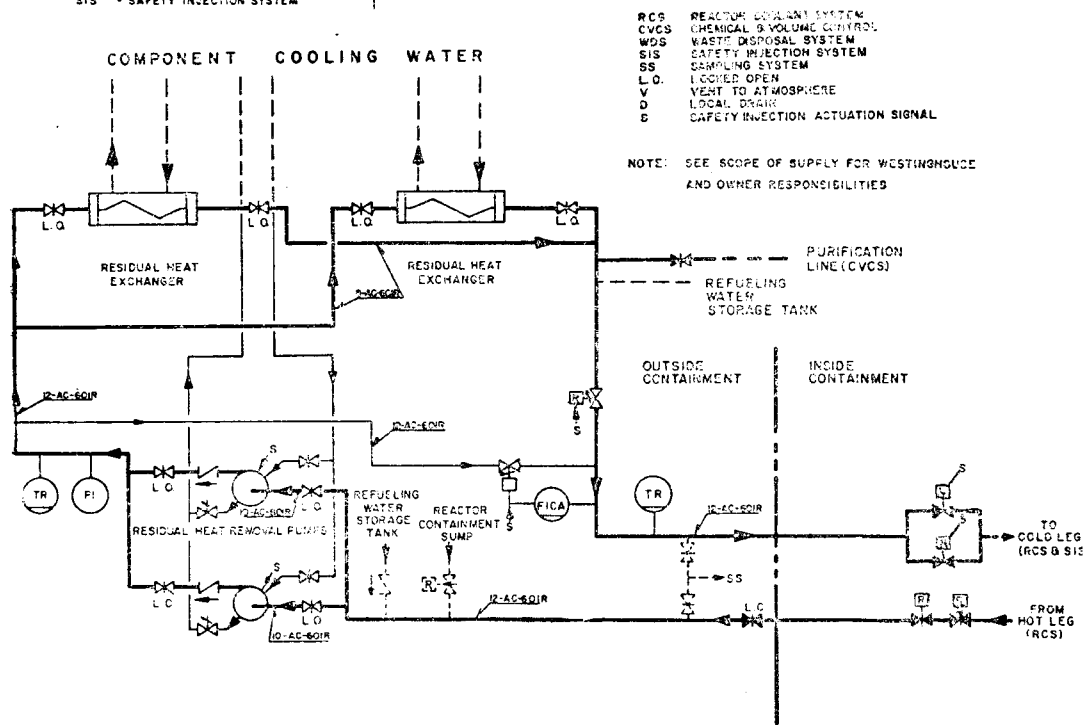 SIS - SAFETY INJECTION SYSTEM
RCS REACTOR COOLANT SYSTEM
CVCS CHEMICAL & VOLUME CONTROL
WDS WASTE DISPOSAL SYSTEM
SIS SAFETY INJECTION SYSTEM
SS SAMPLING SYSTEM
L.O. LOCKED OPEN
V VENT TO ATMOSPHERE
D LOCAL DRAIN
S SAFETY INJECTION ACTUATION SIGNAL
NOTE: SEE SCOPE OF SUPPLY FOR WESTINGHOUSE
AND OWNER RESPONSIBILITIES
COMPONENT COOLING WATER
L.O. L.O. L.O. L.O.
RESIDUAL HEAT
EXCHANGER
RESIDUAL HEAT
EXCHANGER
PURIFICATION
LINE (CVCS)
REFUELING
WATER
STORAGE TANK
OUTSIDE
CONTAINMENT
INSIDE
CONTAINMENT
12-AC-601R
12-AC-601R
R
S
S
TR
PI
L.O.
10-AC-601R
L.O.
RESIDUAL HEAT REMOVAL PUMPS
REFUELING
WATER
STORAGE
TANK
REACTOR
CONTAINMENT
SUMP
S
FICA
TR
12-AC-601R
S
S
R
TO
COLD LEG
(RCS & SIS
S
L.O.
10-AC-601R
R
12-AC-601R
SS
L.O.
R
FROM
HOT LEG
(RCS)